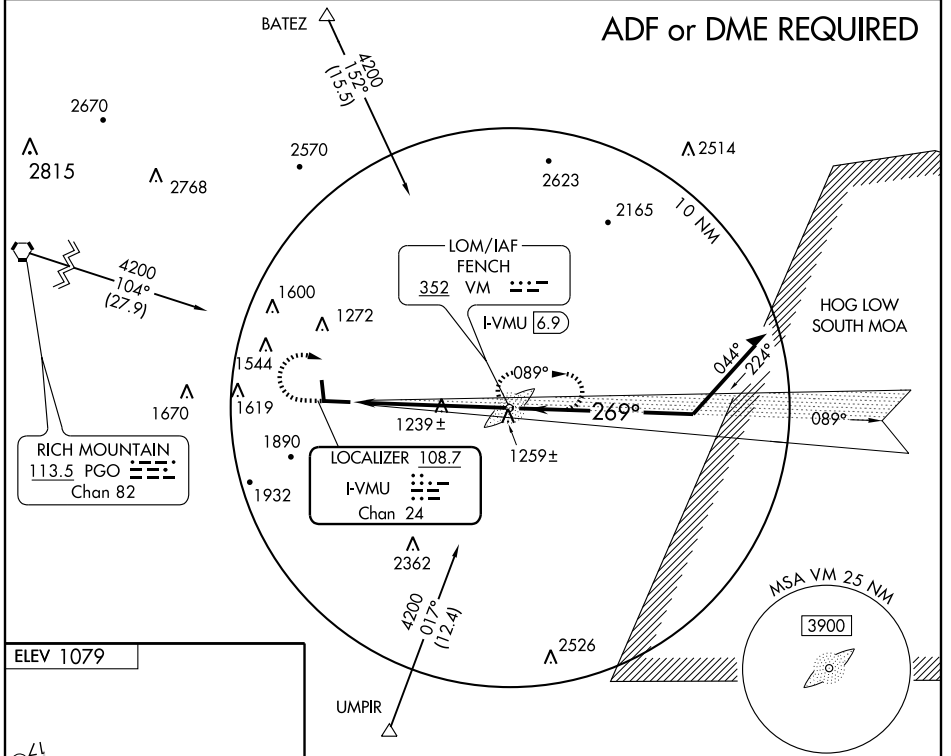 ADF or DME REQUIRED
BATEZ
4200
152°
(15.5)
2670
2815
2768
2570
2514
2623
2165
10 NM
4200
104°
(27.9)
LOM/IAF
FENCH
352 VM
I-VMU 6.9
HOG LOW
SOUTH MOA
1600
1272
1544
044°
224°
089°
1670
1619
269°
089°
1239±
1259±
1890
1932
RICH MOUNTAIN
113.5 PGO
Chan 82
LOCALIZER 108.7
I-VMU
Chan 24
2362
4200
017°
(12.4)
2526
MSA VM 25 NM
3900
ELEV 1079
UMPIR
17